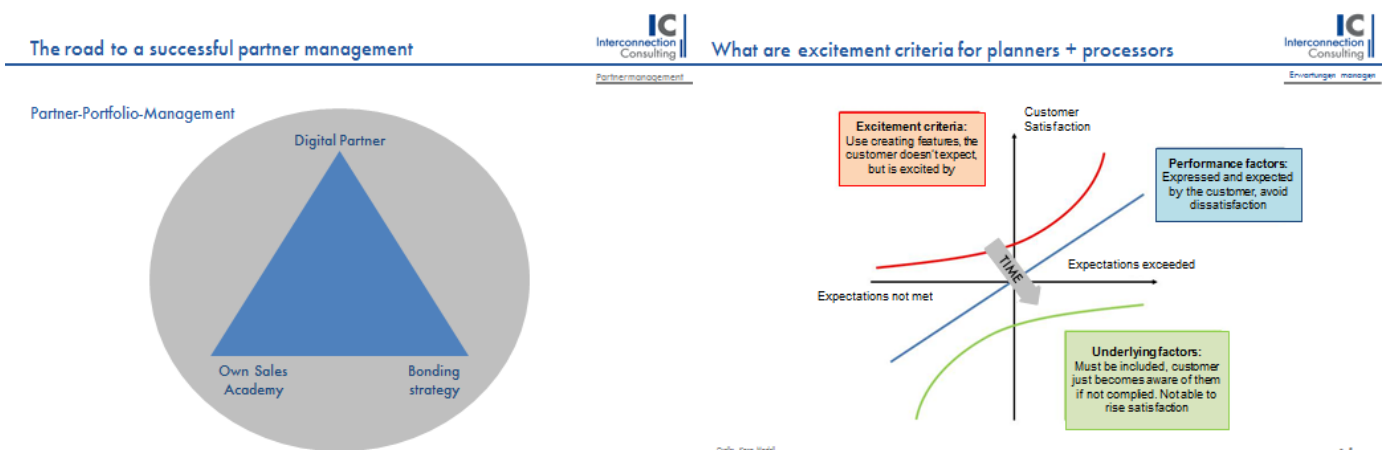 The road to a successful partner management
IC
Interconnection
Consulting
Partnermanagement
Partner-Portfolio-Management
Digital Partner
Own Sales
Academy
Bonding
strategy
What are excitement criteria for planners + processors
IC
Interconnection
Consulting
Erwartungen managen
Customer
Satisfaction
Excitement criteria:
Use creating features, the
customer doesn't expect,
but is excited by
Performance factors:
Expressed and expected
by the customer, avoid
dissatisfaction
TIME
Expectations exceeded
Expectations not met
Underlying factors:
Must be included, customer
just becomes aware of them
if not complied. Not able to
rise satisfaction